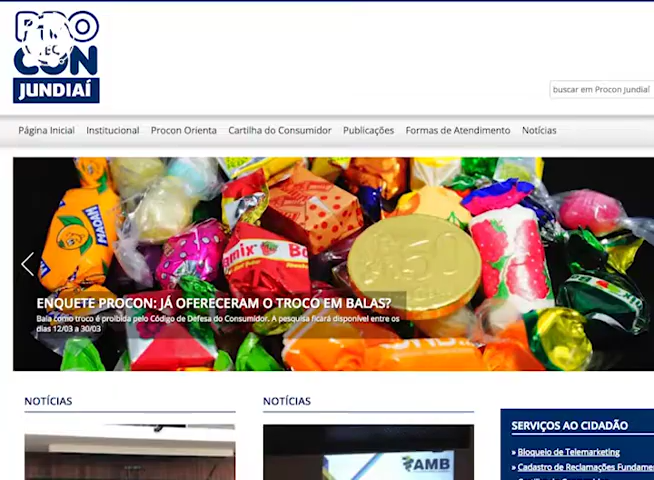 PROCON
JUNDIAÍ
buscar em Procon Jundiaí
Página Inicial Institucional Procon Orienta Cartilha do Consumidor Publicações Formas de Atendimento Notícias
MAOAM
amix
50
ENQUETE PROCON: JÁ OFERECERAM O TROCO EM BALAS?
Bala como troco é proibida pelo Código de Defesa do Consumidor. A pesquisa ficará disponível entre os
dias 12/03 a 30/03
NOTÍCIAS
NOTÍCIAS
AMB
SERVIÇOS AO CIDADÃO
» Bloqueio de Telemarketing
» Cadastro de Reclamações Fundame